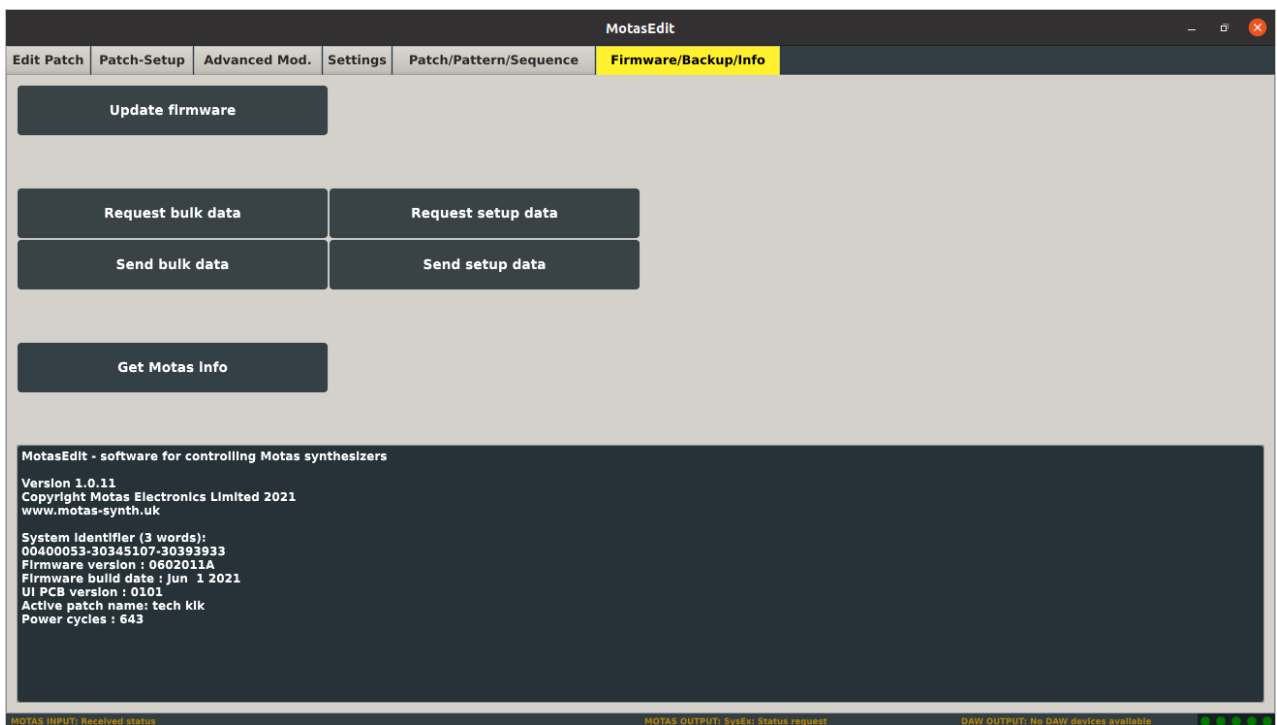 MotasEdit
Edit Patch Patch-Setup Advanced Mod. Settings Patch/Pattern/Sequence Firmware/Backup/Info
Update firmware
Request bulk data Request setup data
Send bulk data Send setup data
Get Motas info
MotasEdit - software for controlling Motas synthesizers
Version 1.0.11
Copyright Motas Electronics Limited 2021
www.motas-synth.uk
System identifier (3 words):
00400053-30345107-30393933
Firmware version : 0602011A
Firmware build date : Jun  1 2021
UI PCB version : 0101
Active patch name: tech klk
Power cycles : 643
MOTAS INPUT: Received status MOTAS OUTPUT: SysEx: Status request DAW OUTPUT: No DAW devices available